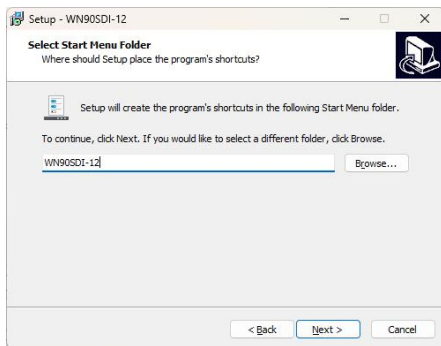 Setup - WN90SDI-12
Select Start Menu Folder
Where should Setup place the program's shortcuts?
Setup will create the program's shortcuts in the following Start Menu folder.
To continue, click Next. If you would like to select a different folder, click Browse.
WN90SDI-12
Browse...
< Back
Next >
Cancel